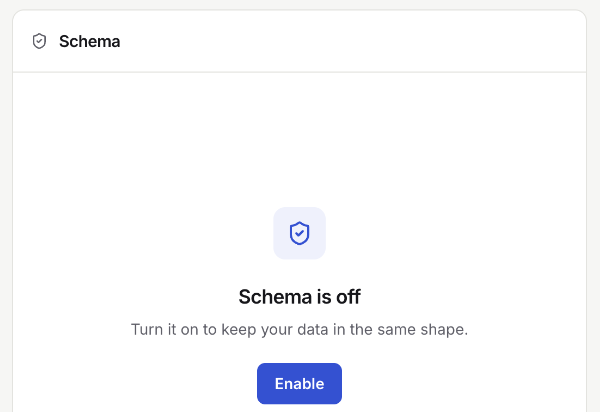 Schema
Schema is off
Turn it on to keep your data in the same shape.
Enable